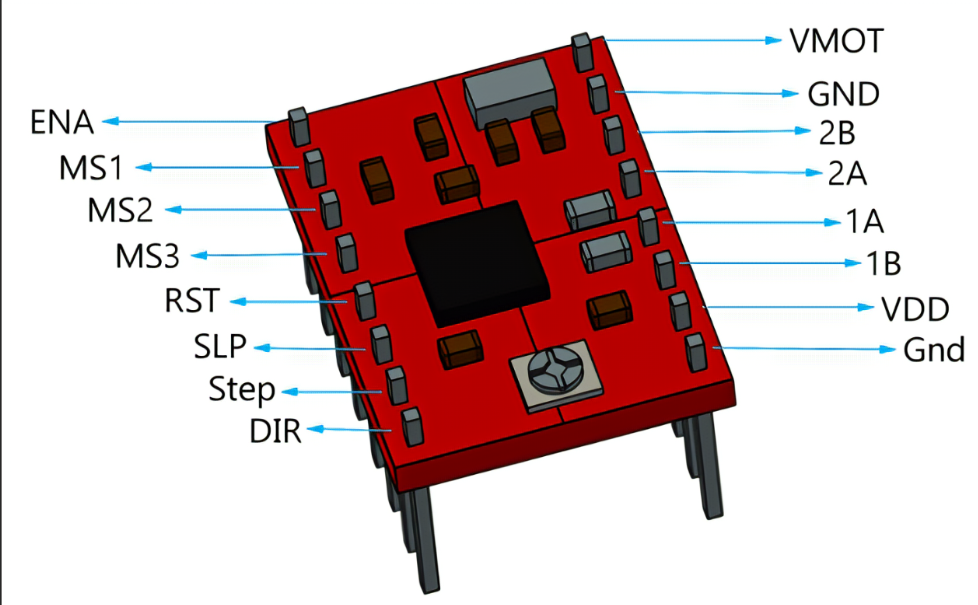 ENA
MS1
MS2
MS3
RST
SLP
Step
DIR
VMOT
GND
2B
2A
1A
1B
VDD
Gnd